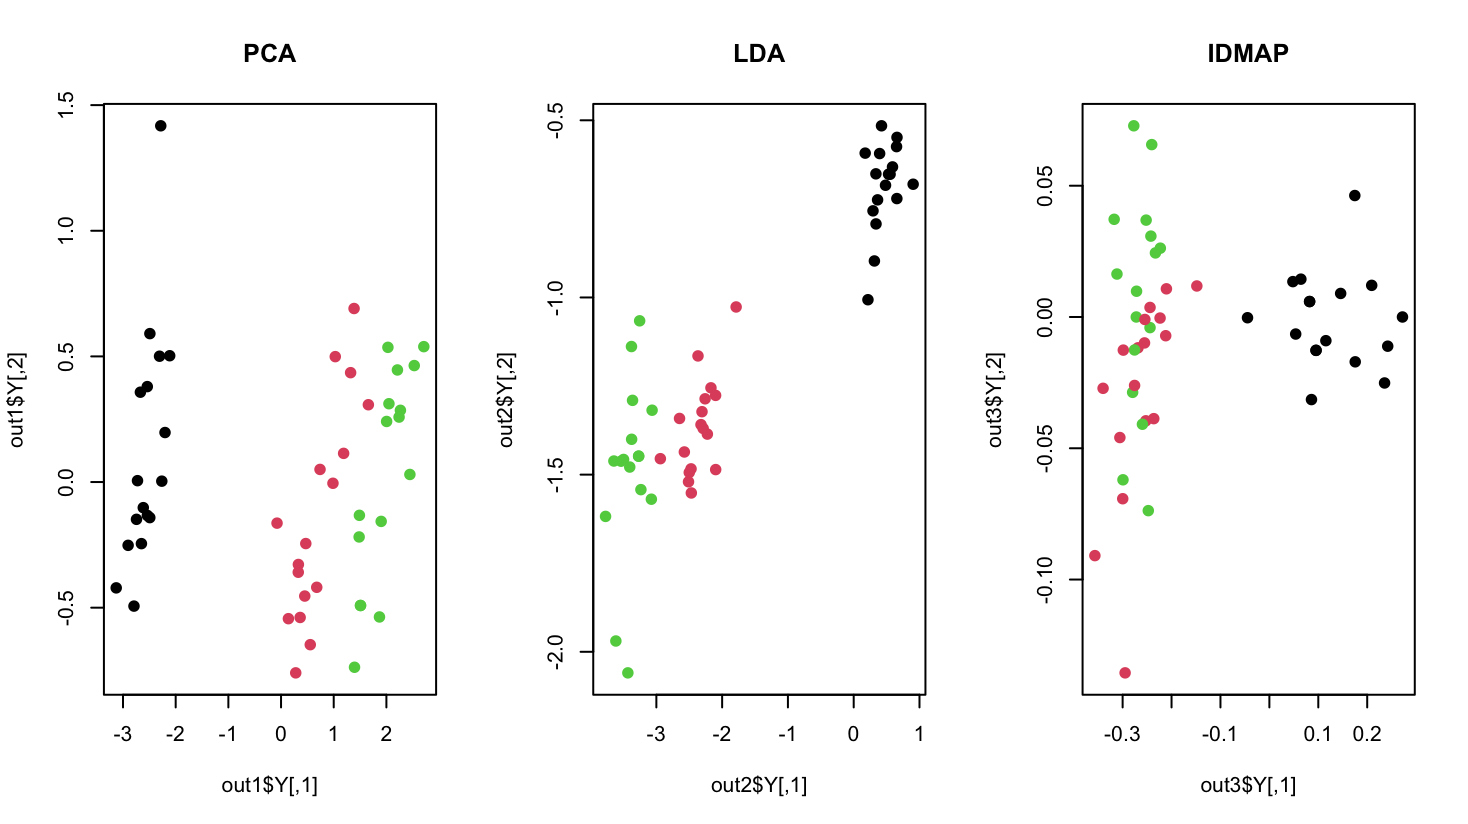 PCA
out1$Y[,2]
1.5
1.0
0.5
0.0
-0.5
-3 -2 -1 0 1 2
out1$Y[,1]
LDA
out2$Y[,2]
-0.5
-1.0
-1.5
-2.0
-3 -2 -1 0 1
out2$Y[,1]
IDMAP
out3$Y[,2]
0.05
0.00
-0.05
-0.10
-0.3 -0.1 0.1 0.2
out3$Y[,1]